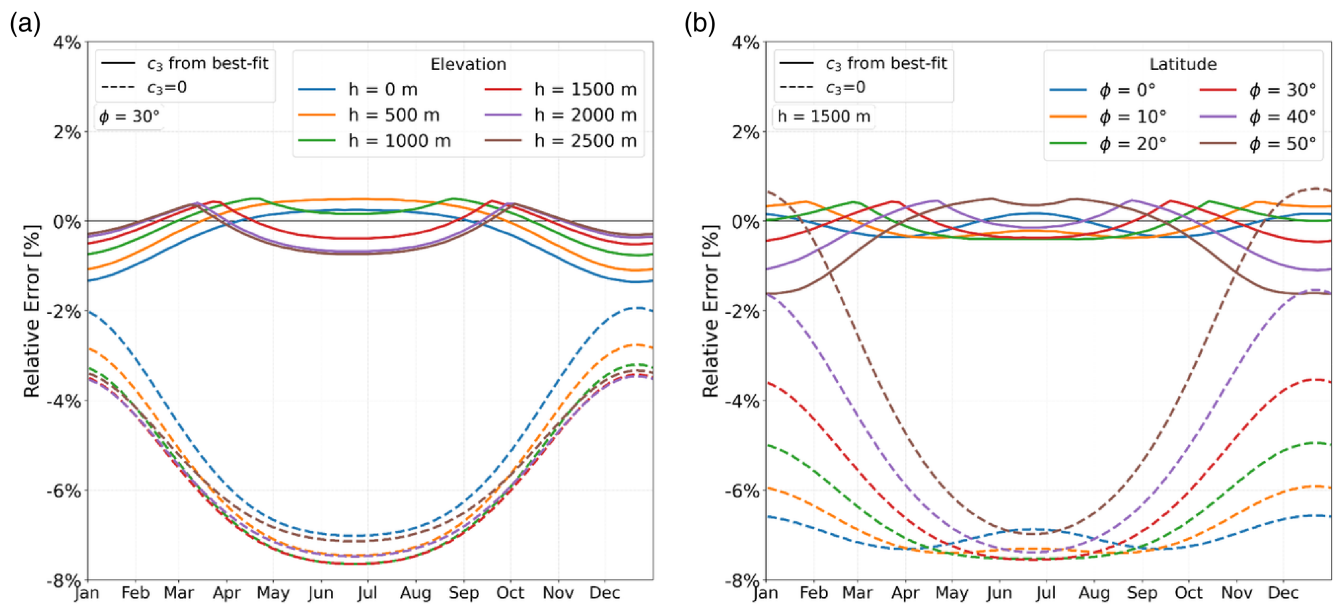 (a)
4%
2%
0%
-2%
-4%
-6%
-8%
Relative Error [%]
c₃ from best-fit
c₃=0
ϕ = 30°
Elevation
h = 0 m
h = 500 m
h = 1000 m
h = 1500 m
h = 2000 m
h = 2500 m
Jan Feb Mar Apr May Jun Jul Aug Sep Oct Nov Dec
(b)
4%
2%
0%
-2%
-4%
-6%
-8%
Relative Error [%]
c₃ from best-fit
c₃=0
h = 1500 m
Latitude
ϕ = 0°
ϕ = 10°
ϕ = 20°
ϕ = 30°
ϕ = 40°
ϕ = 50°
Jan Feb Mar Apr May Jun Jul Aug Sep Oct Nov Dec